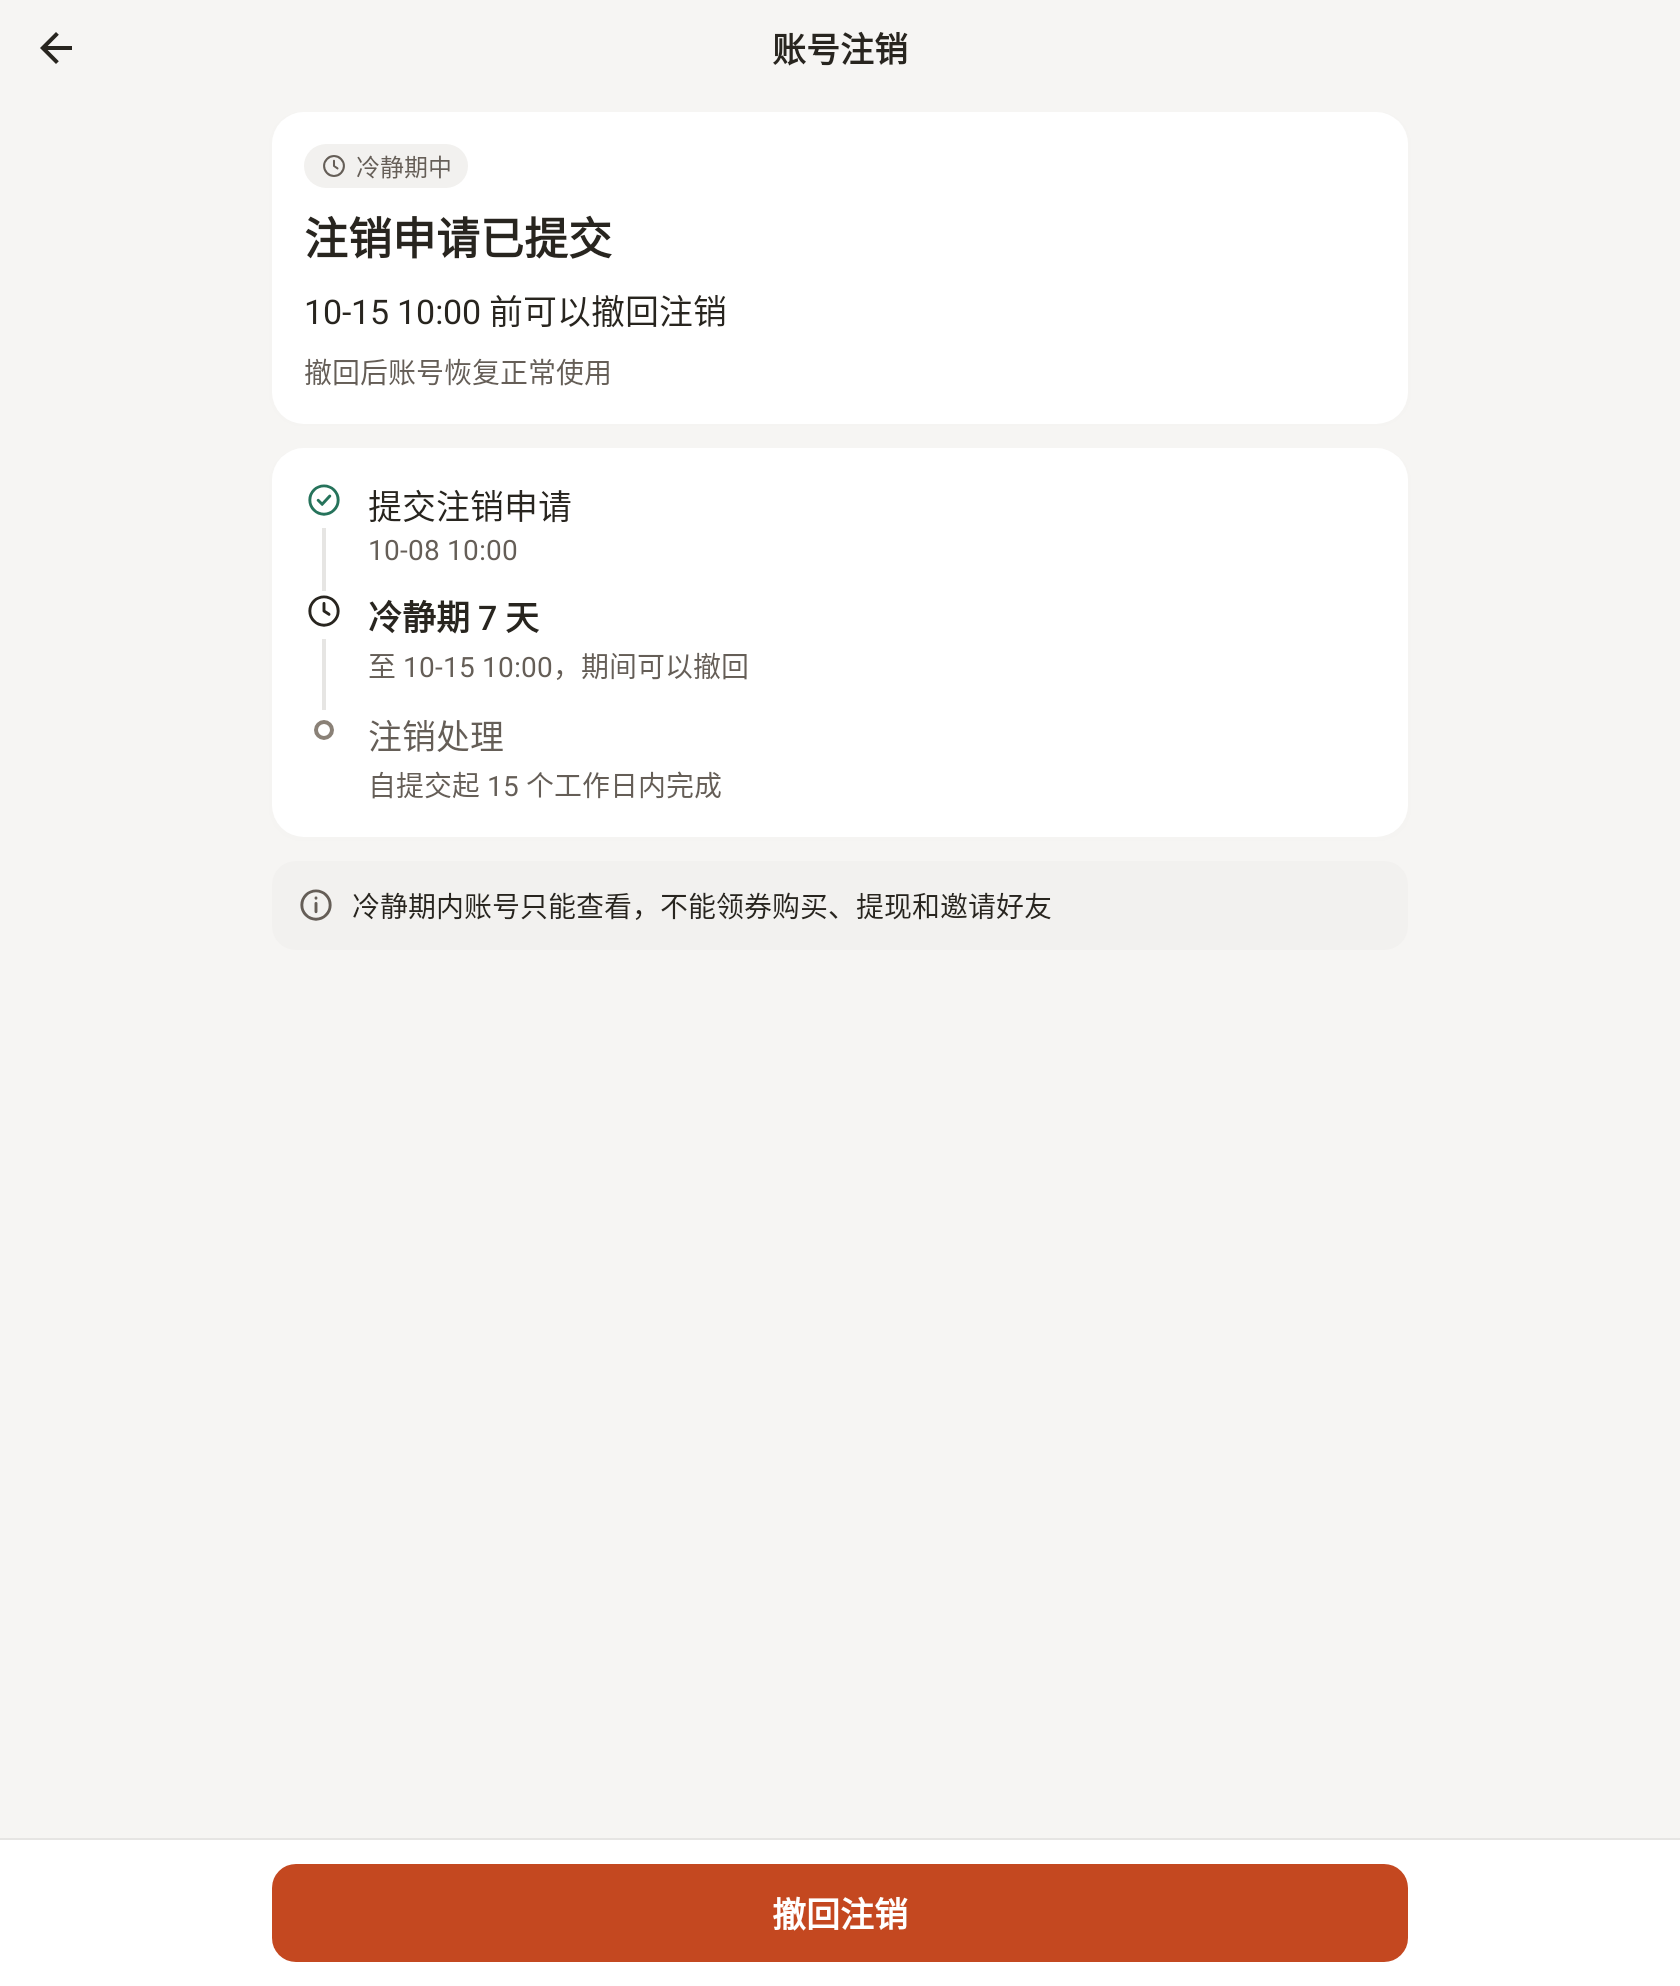 账号注销
冷静期中
注销申请已提交
10-15 10:00 前可以撤回注销
撤回后账号恢复正常使用
提交注销申请
10-08 10:00
冷静期 7 天
至 10-15 10:00，期间可以撤回
注销处理
自提交起 15 个工作日内完成
冷静期内账号只能查看，不能领券购买、提现和邀请好友
撤回注销